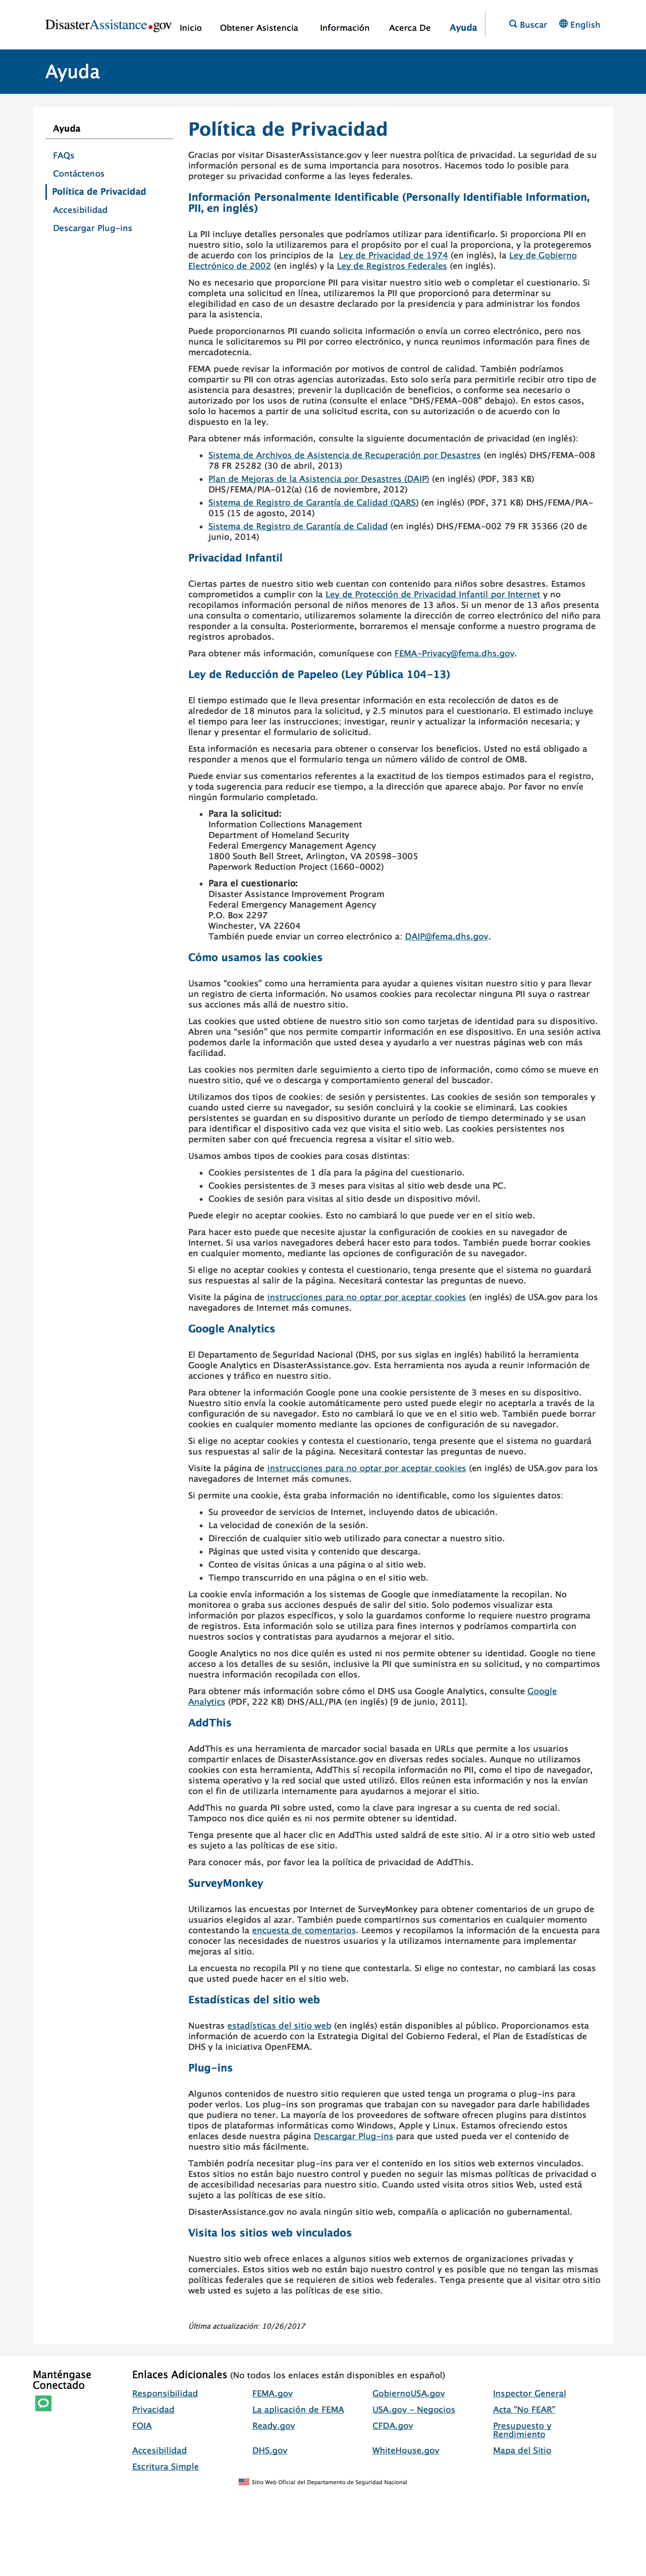 DisasterAssistance.gov Inicio Obtener Asistencia Información Acerca De Ayuda Buscar English
Ayuda
Ayuda
FAQs
Contáctenos
Política de Privacidad
Accesibilidad
Descargar Plug-ins
Política de Privacidad
Gracias por visitar DisasterAssistance.gov y leer nuestra política de privacidad. La seguridad de su
información personal es de suma importancia para nosotros. Hacemos todo lo posible para
proteger su privacidad conforme a las leyes federales.
Información Personalmente Identificable (Personally Identifiable Information,
PII, en inglés)
La PII incluye detalles personales que podríamos utilizar para identificarlo. Si proporciona PII en
nuestro sitio, solo la utilizaremos para el propósito por el cual la proporciona, y la protegeremos
de acuerdo con los principios de la Ley de Privacidad de 1974 (en inglés), la Ley de Gobierno
Electrónico de 2002 (en inglés) y la Ley de Registros Federales (en inglés).
No es necesario que proporcione PII para visitar nuestro sitio web o completar el cuestionario. Si
completa una solicitud en línea, utilizaremos la PII que proporcionó para determinar su
elegibilidad en caso de un desastre declarado por la presidencia y para administrar los fondos
para la asistencia.
Puede proporcionarnos PII cuando solicita información o envía un correo electrónico, pero nos
nunca le solicitaremos su PII por correo electrónico, y nunca reunimos información para fines de
mercadotecnia.
FEMA puede revisar la información por motivos de control de calidad. También podríamos
compartir su PII con otras agencias autorizadas. Esto solo sería para permitirle recibir otro tipo de
asistencia para desastres; prevenir la duplicación de beneficios, o conforme sea necesario o
autorizado por los usos de rutina (consulte el enlace “DHS/FEMA-008” debajo). En estos casos,
solo lo hacemos a partir de una solicitud escrita, con su autorización o de acuerdo con lo
dispuesto en la ley.
Para obtener más información, consulte la siguiente documentación de privacidad (en inglés):
• Sistema de Archivos de Asistencia de Recuperación por Desastres (en inglés) DHS/FEMA-008
78 FR 25282 (30 de abril, 2013)
• Plan de Mejoras de la Asistencia por Desastres (DAIP) (en inglés) (PDF, 383 KB)
DHS/FEMA/PIA-012(a) (16 de noviembre, 2012)
• Sistema de Registro de Garantía de Calidad (QARS) (en inglés) (PDF, 371 KB) DHS/FEMA/PIA-
015 (15 de agosto, 2014)
• Sistema de Registro de Garantía de Calidad (en inglés) DHS/FEMA-002 79 FR 35366 (20 de
junio, 2014)
Privacidad Infantil
Ciertas partes de nuestro sitio web cuentan con contenido para niños sobre desastres. Estamos
comprometidos a cumplir con la Ley de Protección de Privacidad Infantil por Internet y no
recopilamos información personal de niños menores de 13 años. Si un menor de 13 años presenta
una consulta o comentario, utilizaremos solamente la dirección de correo electrónico del niño para
responder a la consulta. Posteriormente, borraremos el mensaje conforme a nuestro programa de
registros aprobados.
Para obtener más información, comuníquese con FEMA-Privacy@fema.dhs.gov.
Ley de Reducción de Papeleo (Ley Pública 104-13)
El tiempo estimado que le lleva presentar información en esta recolección de datos es de
alrededor de 18 minutos para la solicitud, y 2.5 minutos para el cuestionario. El estimado incluye
el tiempo para leer las instrucciones; investigar, reunir y actualizar la información necesaria; y
llenar y presentar el formulario de solicitud.
Esta información es necesaria para obtener o conservar los beneficios. Usted no está obligado a
responder a menos que el formulario tenga un número válido de control de OMB.
Puede enviar sus comentarios referentes a la exactitud de los tiempos estimados para el registro,
y toda sugerencia para reducir ese tiempo, a la dirección que aparece abajo. Por favor no envíe
ningún formulario completado.
• Para la solicitud:
Information Collections Management
Department of Homeland Security
Federal Emergency Management Agency
1800 South Bell Street, Arlington, VA 20598-3005
Paperwork Reduction Project (1660-0002)
• Para el cuestionario:
Disaster Assistance Improvement Program
Federal Emergency Management Agency
P.O. Box 2297
Winchester, VA 22604
También puede enviar un correo electrónico a: DAIP@fema.dhs.gov.
Cómo usamos las cookies
Usamos “cookies” como una herramienta para ayudar a quienes visitan nuestro sitio y para llevar
un registro de cierta información. No usamos cookies para recolectar ninguna PII suya o rastrear
sus acciones más allá de nuestro sitio.
Las cookies que usted obtiene de nuestro sitio son como tarjetas de identidad para su dispositivo.
Abren una “sesión” que nos permite compartir información en ese dispositivo. En una sesión activa
podemos darle la información que usted desea y ayudarlo a ver nuestras páginas web con más
facilidad.
Las cookies nos permiten darle seguimiento a cierto tipo de información, como cómo se mueve en
nuestro sitio, qué ve o descarga y comportamiento general del buscador.
Utilizamos dos tipos de cookies: de sesión y persistentes. Las cookies de sesión son temporales y
cuando usted cierre su navegador, su sesión concluirá y la cookie se eliminará. Las cookies
persistentes se guardan en su dispositivo durante un período de tiempo determinado y se usan
para identificar el dispositivo cada vez que visita el sitio web. Las cookies persistentes nos
permiten saber con qué frecuencia regresa a visitar el sitio web.
Usamos ambos tipos de cookies para cosas distintas:
• Cookies persistentes de 1 día para la página del cuestionario.
• Cookies persistentes de 3 meses para visitas al sitio web desde una PC.
• Cookies de sesión para visitas al sitio desde un dispositivo móvil.
Puede elegir no aceptar cookies. Esto no cambiará lo que puede ver en el sitio web.
Para hacer esto puede que necesite ajustar la configuración de cookies en su navegador de
Internet. Si usa varios navegadores deberá hacer esto para todos. También puede borrar cookies
en cualquier momento, mediante las opciones de configuración de su navegador.
Si elige no aceptar cookies y contesta el cuestionario, tenga presente que el sistema no guardará
sus respuestas al salir de la página. Necesitará contestar las preguntas de nuevo.
Visite la página de instrucciones para no optar por aceptar cookies (en inglés) de USA.gov para los
navegadores de Internet más comunes.
Google Analytics
El Departamento de Seguridad Nacional (DHS, por sus siglas en inglés) habilitó la herramienta
Google Analytics en DisasterAssistance.gov. Esta herramienta nos ayuda a reunir información de
acciones y tráfico en nuestro sitio.
Para obtener la información Google pone una cookie persistente de 3 meses en su dispositivo.
Nuestro sitio envía la cookie automáticamente pero usted puede elegir no aceptarla a través de la
configuración de su navegador. Esto no cambiará lo que ve en el sitio web. También puede borrar
cookies en cualquier momento mediante las opciones de configuración de su navegador.
Si elige no aceptar cookies y contesta el cuestionario, tenga presente que el sistema no guardará
sus respuestas al salir de la página. Necesitará contestar las preguntas de nuevo.
Visite la página de instrucciones para no optar por aceptar cookies (en inglés) de USA.gov para los
navegadores de Internet más comunes.
Si permite una cookie, ésta graba información no identificable, como los siguientes datos:
• Su proveedor de servicios de Internet, incluyendo datos de ubicación.
• La velocidad de conexión de la sesión.
• Dirección de cualquier sitio web utilizado para conectar a nuestro sitio.
• Páginas que usted visita y contenido que descarga.
• Conteo de visitas únicas a una página o al sitio web.
• Tiempo transcurrido en una página o en el sitio web.
La cookie envía información a los sistemas de Google que inmediatamente la recopilan. No
monitorea o graba sus acciones después de salir del sitio. Solo podemos visualizar esta
información por plazos específicos, y solo la guardamos conforme lo requiere nuestro programa
de registros. Esta información solo se utiliza para fines internos y podríamos compartirla con
nuestros socios y contratistas para ayudarnos a mejorar el sitio.
Google Analytics no nos dice quién es usted ni nos permite obtener su identidad. Google no tiene
acceso a los detalles de su sesión, inclusive la PII que suministra en su solicitud, y no compartimos
nuestra información recopilada con ellos.
Para obtener más información sobre cómo el DHS usa Google Analytics, consulte Google
Analytics (PDF, 222 KB) DHS/ALL/PIA (en inglés) [9 de junio, 2011].
AddThis
AddThis es una herramienta de marcador social basada en URLs que permite a los usuarios
compartir enlaces de DisasterAssistance.gov en diversas redes sociales. Aunque no utilizamos
cookies con esta herramienta, AddThis sí recopila información no PII, como el tipo de navegador,
sistema operativo y la red social que usted utilizó. Ellos reúnen esta información y nos la envían
con el fin de utilizarla internamente para ayudarnos a mejorar el sitio.
AddThis no guarda PII sobre usted, como la clave para ingresar a su cuenta de red social.
Tampoco nos dice quién es ni nos permite obtener su identidad.
Tenga presente que al hacer clic en AddThis usted saldrá de este sitio. Al ir a otro sitio web usted
es sujeto a las políticas de ese sitio.
Para conocer más, por favor lea la política de privacidad de AddThis.
SurveyMonkey
Utilizamos las encuestas por Internet de SurveyMonkey para obtener comentarios de un grupo de
usuarios elegidos al azar. También puede compartirnos sus comentarios en cualquier momento
contestando la encuesta de comentarios. Leemos y recopilamos la información de la encuesta para
conocer las necesidades de nuestros usuarios y la utilizamos internamente para implementar
mejoras al sitio.
La encuesta no recopila PII y no tiene que contestarla. Si elige no contestar, no cambiará las cosas
que usted puede hacer en el sitio web.
Estadísticas del sitio web
Nuestras estadísticas del sitio web (en inglés) están disponibles al público. Proporcionamos esta
información de acuerdo con la Estrategia Digital del Gobierno Federal, el Plan de Estadísticas de
DHS y la iniciativa OpenFEMA.
Plug-ins
Algunos contenidos de nuestro sitio requieren que usted tenga un programa o plug-ins para
poder verlos. Los plug-ins son programas que trabajan con su navegador para darle habilidades
que pudiera no tener. La mayoría de los proveedores de software ofrecen plugins para distintos
tipos de plataformas informáticas como Windows, Apple y Linux. Estamos ofreciendo estos
enlaces desde nuestra página Descargar Plug-ins para que usted pueda ver el contenido de
nuestro sitio más fácilmente.
También podría necesitar plug-ins para ver el contenido en los sitios web externos vinculados.
Estos sitios no están bajo nuestro control y pueden no seguir las mismas políticas de privacidad o
de accesibilidad necesarias para nuestro sitio. Cuando usted visita otros sitios Web, usted está
sujeto a las políticas de ese sitio.
DisasterAssistance.gov no avala ningún sitio web, compañía o aplicación no gubernamental.
Visita los sitios web vinculados
Nuestro sitio web ofrece enlaces a algunos sitios web externos de organizaciones privadas y
comerciales. Estos sitios web no están bajo nuestro control y es posible que no tengan las mismas
políticas federales que se requieren de sitios web federales. Tenga presente que al visitar otro sitio
web usted es sujeto a las políticas de ese sitio.
Última actualización: 10/26/2017
Manténgase
Conectado
Enlaces Adicionales (No todos los enlaces están disponibles en español)
Responsibilidad FEMA.gov GobiernoUSA.gov Inspector General
Privacidad La aplicación de FEMA USA.gov - Negocios Acta "No FEAR"
FOIA Ready.gov CFDA.gov Presupuesto y
Rendimiento
Accesibilidad DHS.gov WhiteHouse.gov Mapa del Sitio
Escritura Simple
Sitio Web Oficial del Departamento de Seguridad Nacional